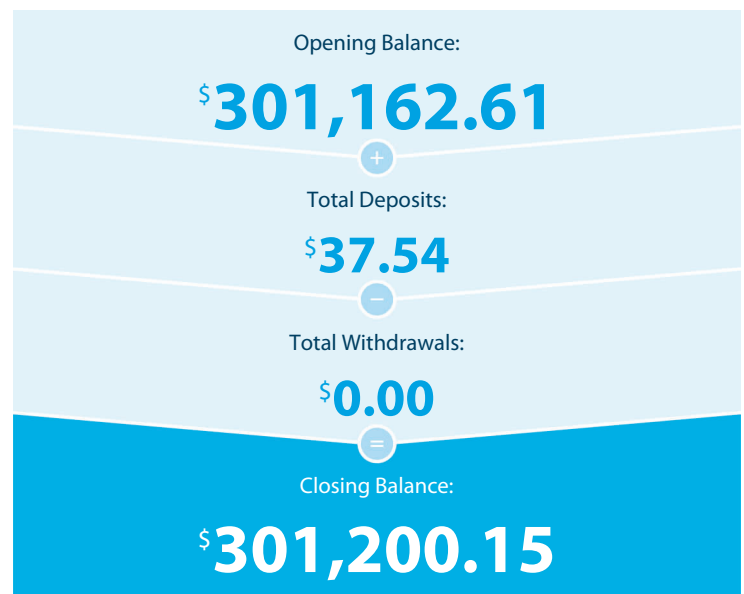 Opening Balance:
$301,162.61
+
Total Deposits:
$37.54
−
Total Withdrawals:
$0.00
=
Closing Balance:
$301,200.15